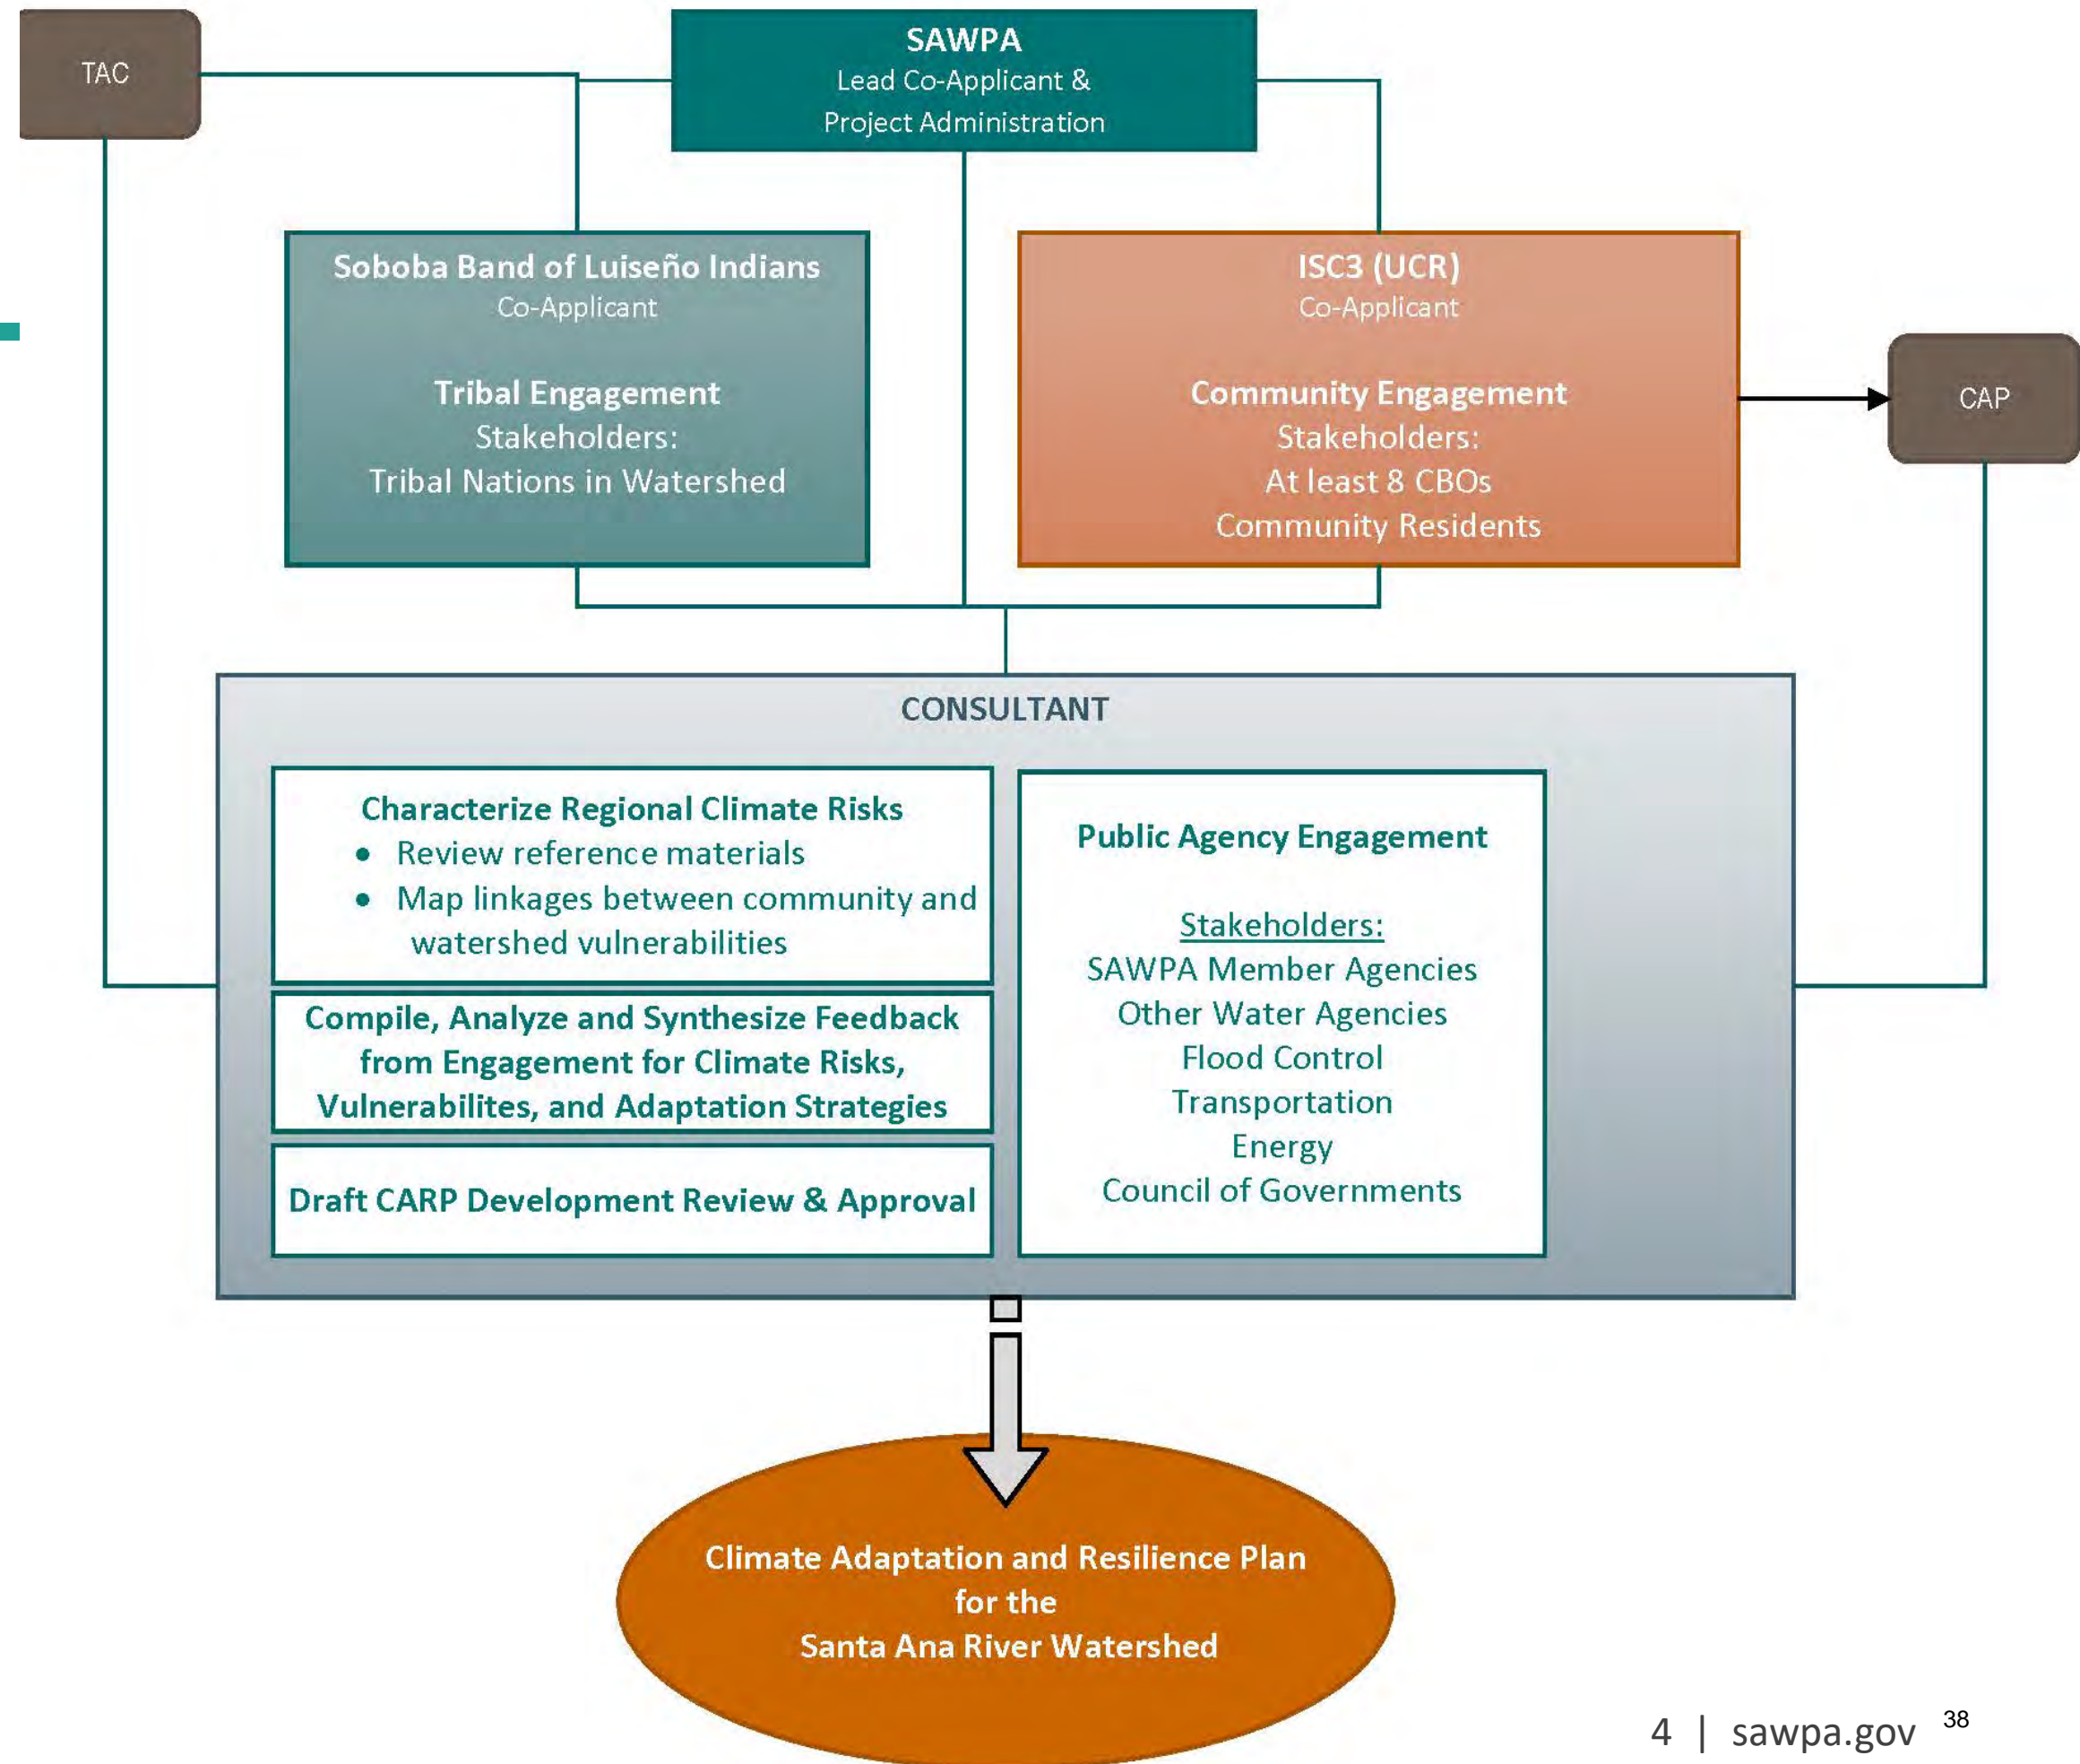 TAC
SAWPA
Lead Co-Applicant &
Project Administration
Soboba Band of Luiseño Indians
Co-Applicant
Tribal Engagement
Stakeholders:
Tribal Nations in Watershed
ISC3 (UCR)
Co-Applicant
Community Engagement
Stakeholders:
At least 8 CBOs
Community Residents
CAP
CONSULTANT
Characterize Regional Climate Risks
• Review reference materials
• Map linkages between community and
watershed vulnerabilities
Compile, Analyze and Synthesize Feedback
from Engagement for Climate Risks,
Vulnerabilites, and Adaptation Strategies
Draft CARP Development Review & Approval
Public Agency Engagement
Stakeholders:
SAWPA Member Agencies
Other Water Agencies
Flood Control
Transportation
Energy
Council of Governments
Climate Adaptation and Resilience Plan
for the
Santa Ana River Watershed
4 | sawpa.gov 38